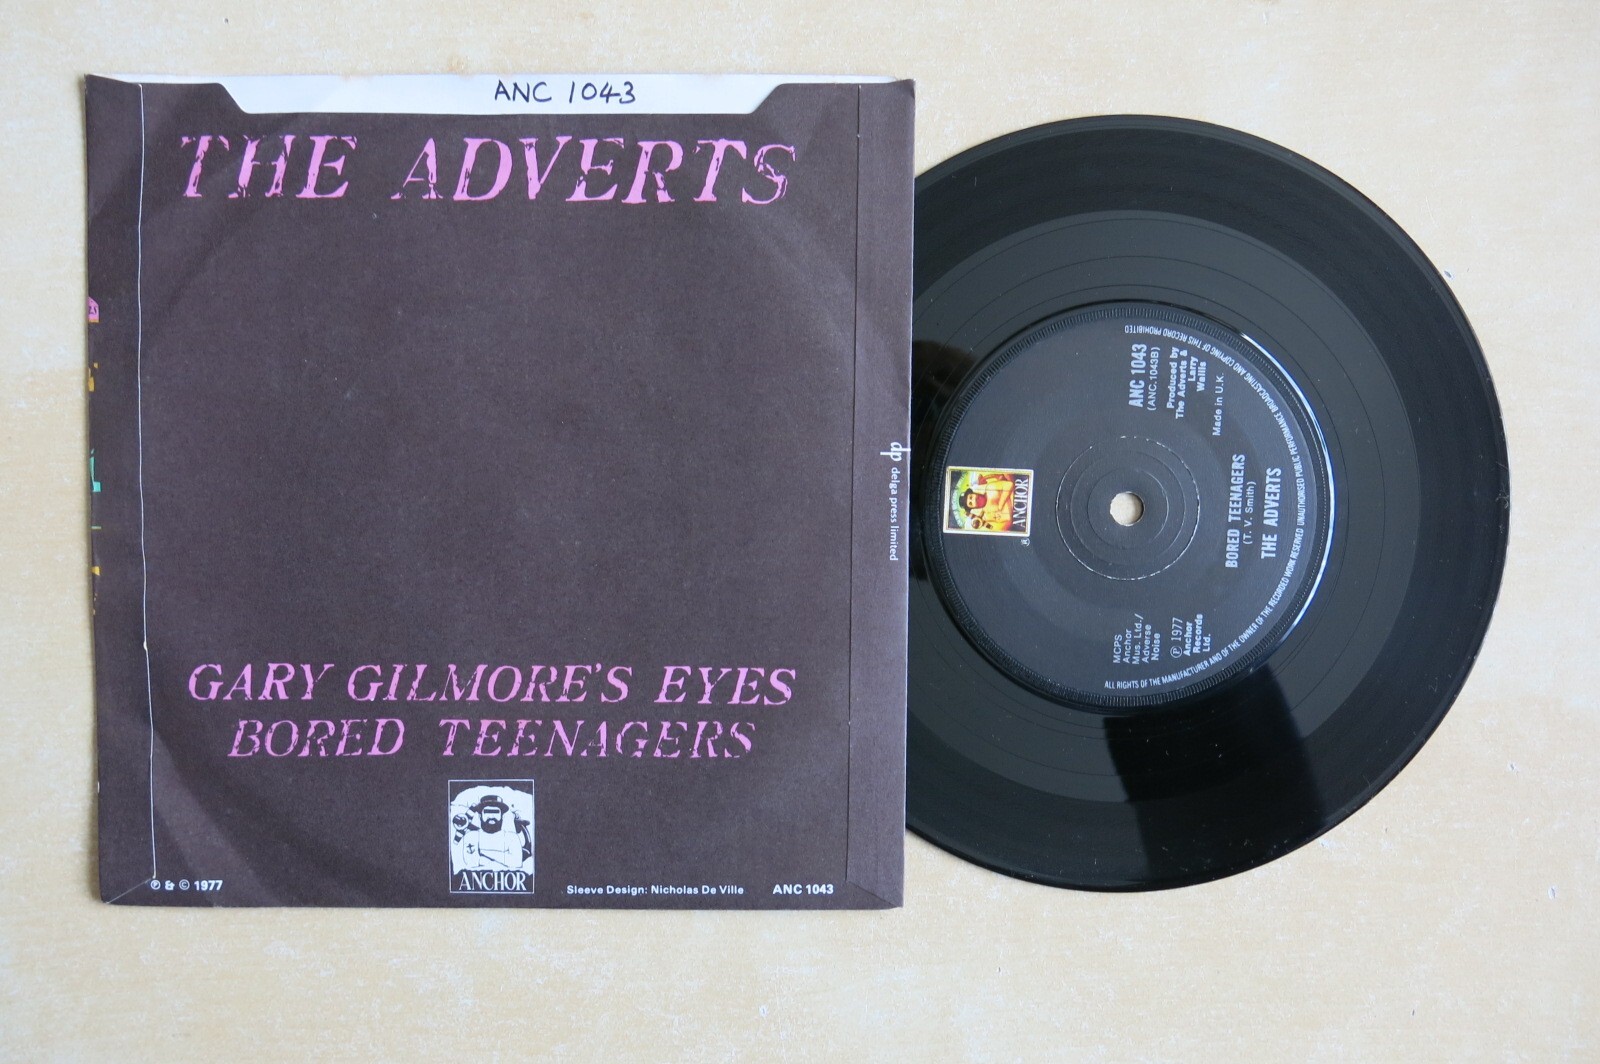 ANC 1043
THE ADVERTS
GARY GILMORE'S EYES
BORED TEENAGERS
ANCHOR
℗ & © 1977
Sleeve Design: Nicholas De Ville
ANC 1043
dp delga press limited
ANCHOR
®
MCPS
Anchor
Mus. Ltd./
Adverse
Noise
℗ 1977
Anchor
Records
Ltd.
ANC 1043
(ANC.1043B)
Produced by
The Adverts &
Larry
Wallis
Made in U.K.
BORED TEENAGERS
(T. V. Smith)
THE ADVERTS
ALL RIGHTS OF THE MANUFACTURER AND OF THE OWNER OF THE RECORDED WORK RESERVED UNAUTHORISED PUBLIC PERFORMANCE BROADCASTING AND COPYING OF THIS RECORD PROHIBITED